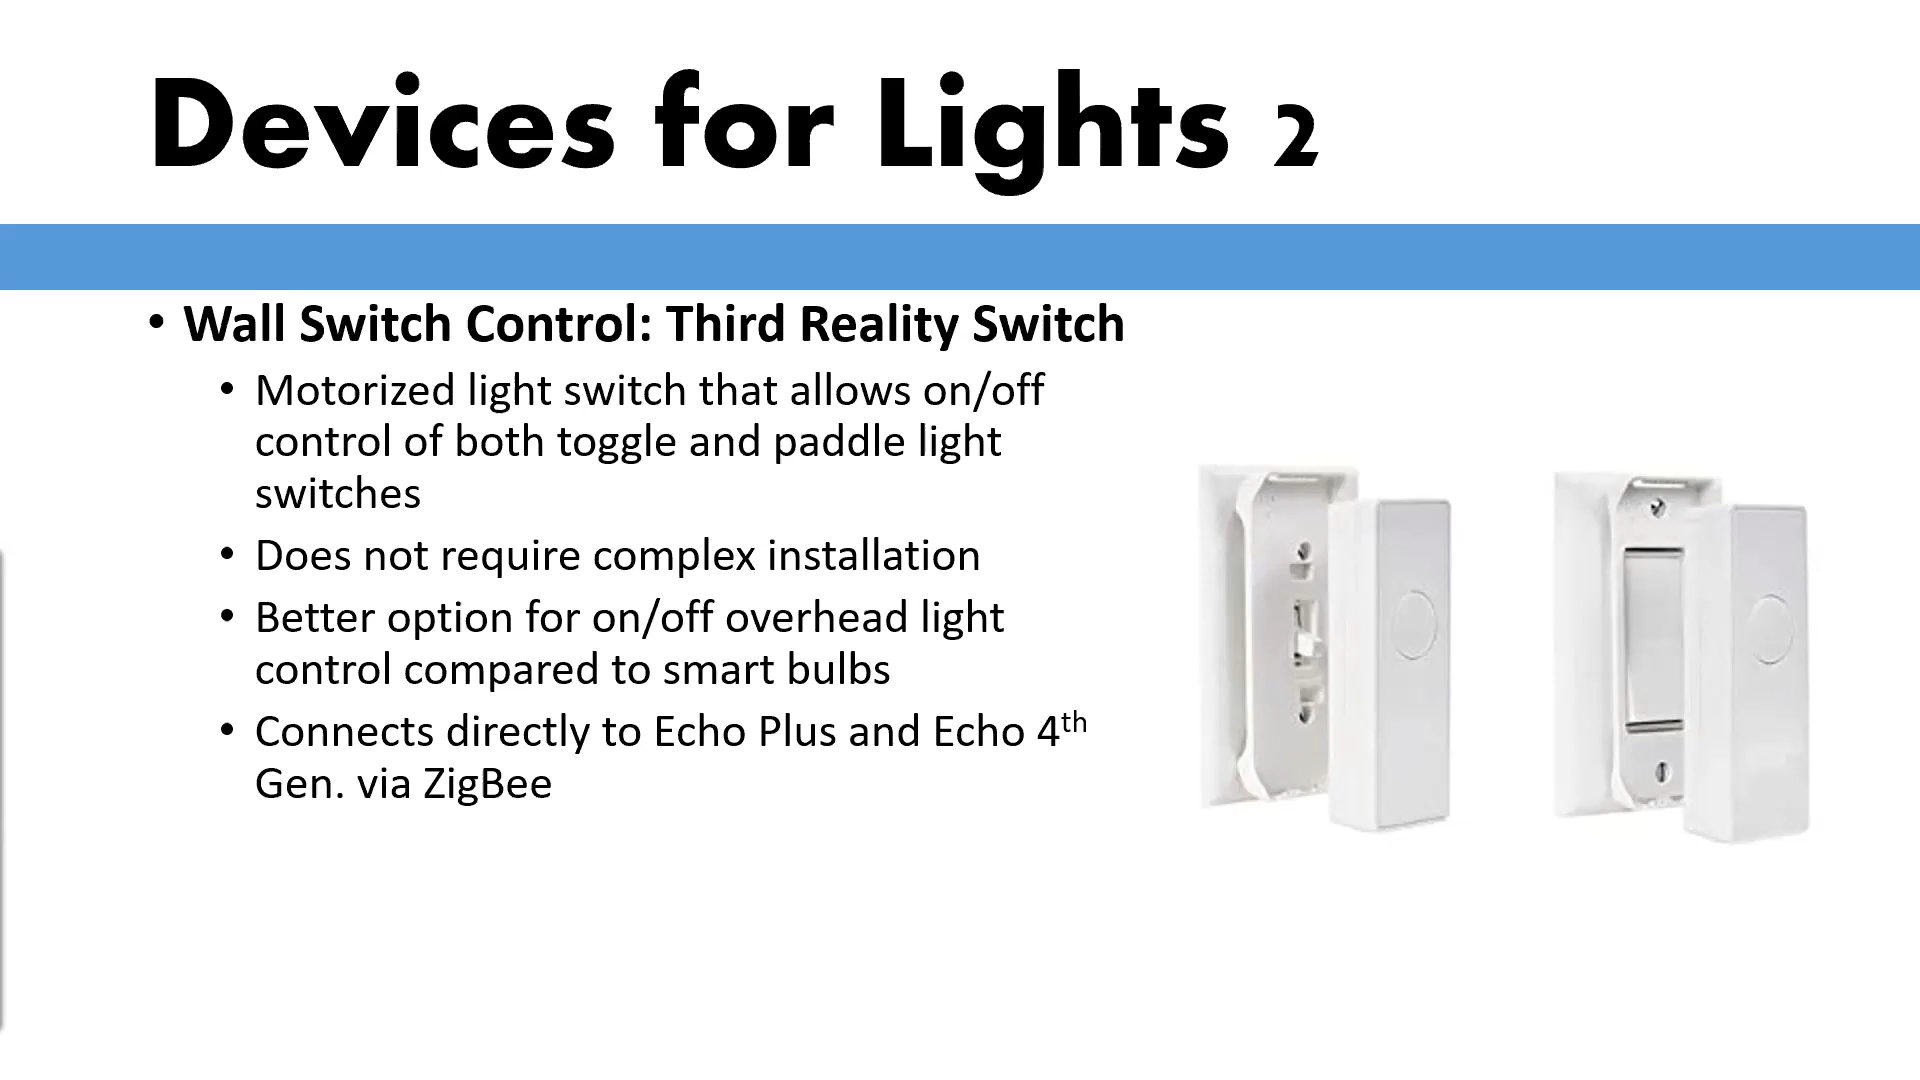 Devices for Lights 2
• Wall Switch Control: Third Reality Switch
• Motorized light switch that allows on/off
control of both toggle and paddle light
switches
• Does not require complex installation
• Better option for on/off overhead light
control compared to smart bulbs
• Connects directly to Echo Plus and Echo 4th
Gen. via ZigBee